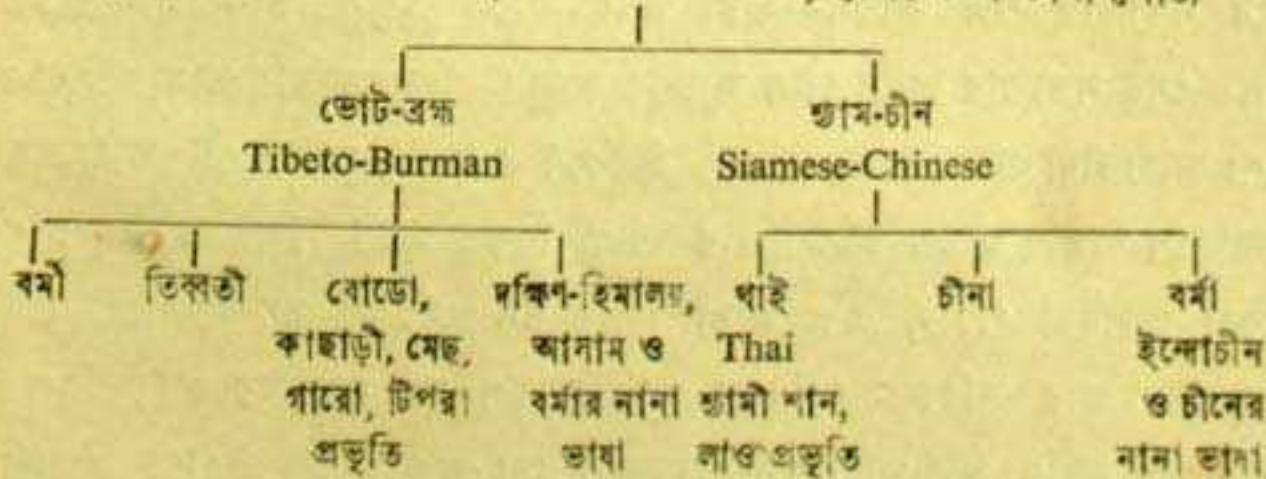 ভোট-ব্রহ্ম
Tibeto-Burman
শ্যাম-চীন
Siamese-Chinese
বর্মী
তিব্বতী
বোডো,
কাছাড়ী, মেছ,
গারো, টিপরা
প্রভৃতি
দক্ষিণ-হিমালয়,
আসাম ও
বর্মার নানা
ভাষা
থাই
Thai
শ্যামী শান,
লাও প্রভৃতি
চীনা
বর্মা
ইন্দোচীন
ও চীনের
নানা ভাষা